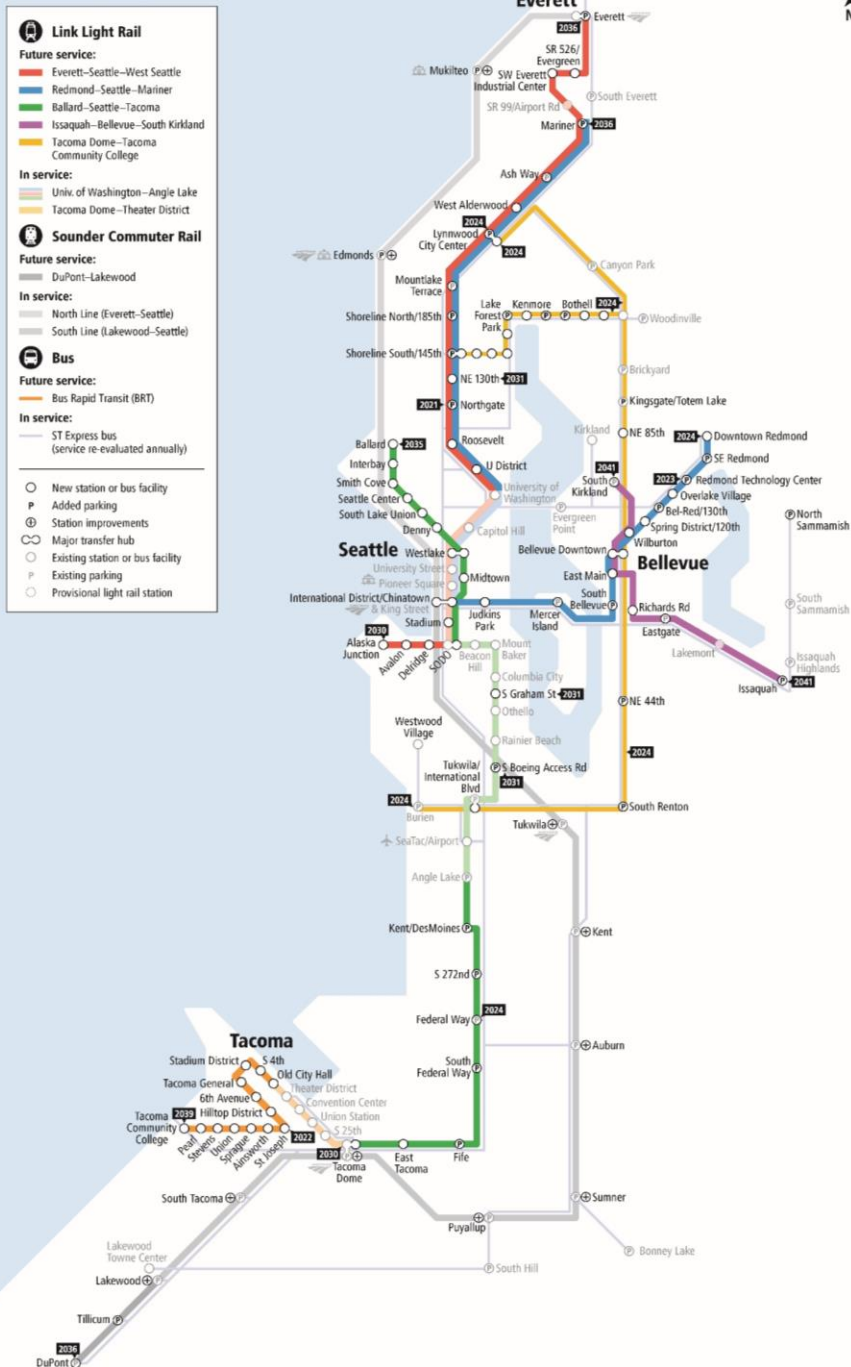 Link Light Rail
Future service:
Everett–Seattle–West Seattle
Redmond–Seattle–Mariner
Ballard–Seattle–Tacoma
Issaquah–Bellevue–South Kirkland
Tacoma Dome–Tacoma
Community College
In service:
Univ. of Washington–Angle Lake
Tacoma Dome–Theater District
Sounder Commuter Rail
Future service:
DuPont–Lakewood
In service:
North Line (Everett–Seattle)
South Line (Lakewood–Seattle)
Bus
Future service:
Bus Rapid Transit (BRT)
In service:
ST Express bus
(service re-evaluated annually)
New station or bus facility
P
Added parking
Station improvements
Major transfer hub
Existing station or bus facility
P
Existing parking
Provisional light rail station
Everett
N
Everett
2036
SR 526/
Evergreen
SW Everett
Industrial Center
Mukilteo
South Everett
SR 99/Airport Rd
Mariner
2036
Ash Way
West Alderwood
2024
Lynnwood
City Center
2024
Edmonds
Canyon Park
Mountlake
Terrace
Lake
Forest
Park
Kenmore
Bothell
2024
Shoreline North/185th
Woodinville
Shoreline South/145th
NE 130th
2031
Brickyard
2021
Northgate
Kingsgate/Totem Lake
Ballard
2035
Roosevelt
Kirkland
NE 85th
2024
Downtown Redmond
Interbay
U District
2041
SE Redmond
Smith Cove
South
Kirkland
2023
Redmond Technology Center
Seattle Center
University of
Washington
Overlake Village
South Lake Union
Evergreen
Point
Bel-Red/130th
North
Sammamish
Denny
Capitol Hill
Spring District/120th
Wilburton
Seattle
Westlake
Bellevue Downtown
Bellevue
University Street
Midtown
East Main
Pioneer Square
International District/Chinatown
& King Street
Judkins
Park
Mercer
Island
South
Bellevue
Richards Rd
South
Sammamish
Stadium
Eastgate
2030
Alaska
Junction
Avalon
Delridge
SODO
Beacon
Hill
Mount
Baker
Lakemont
Issaquah
Highlands
Columbia City
Issaquah
2041
S Graham St
2031
NE 44th
Othello
Westwood
Village
Rainier Beach
2024
Tukwila/
International
Blvd
S Boeing Access Rd
2031
2024
Burien
South Renton
Tukwila
SeaTac/Airport
Angle Lake
Kent/DesMoines
Kent
S 272nd
2024
Federal Way
Tacoma
Auburn
Stadium District
S 4th
Old City Hall
South
Federal Way
Tacoma General
Theater District
6th Avenue
Convention Center
2039
Hilltop District
Union Station
Tacoma
Community
College
S 25th
Pearl
Stevens
Union
Sprague
Ainsworth
St Joseph
2022
2030
Tacoma
Dome
East
Tacoma
Fife
South Tacoma
Sumner
Puyallup
Lakewood
Towne Center
Bonney Lake
South Hill
Lakewood
Tillicum
2036
DuPont